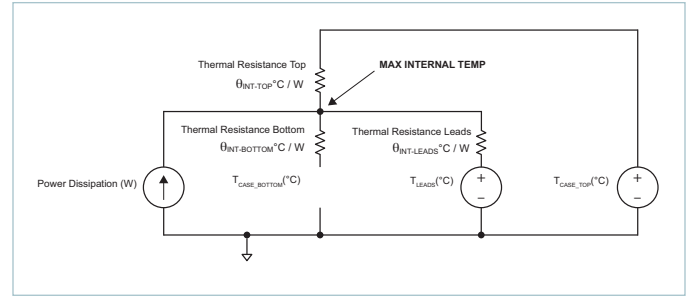 Thermal Resistance Top
θINT-TOP°C / W
MAX INTERNAL TEMP
Thermal Resistance Bottom
θINT-BOTTOM°C / W
Thermal Resistance Leads
θINT-LEADS°C / W
Power Dissipation (W)
TCASE_BOTTOM(°C)
TLEADS(°C)
TCASE_TOP(°C)
+
–
+
–